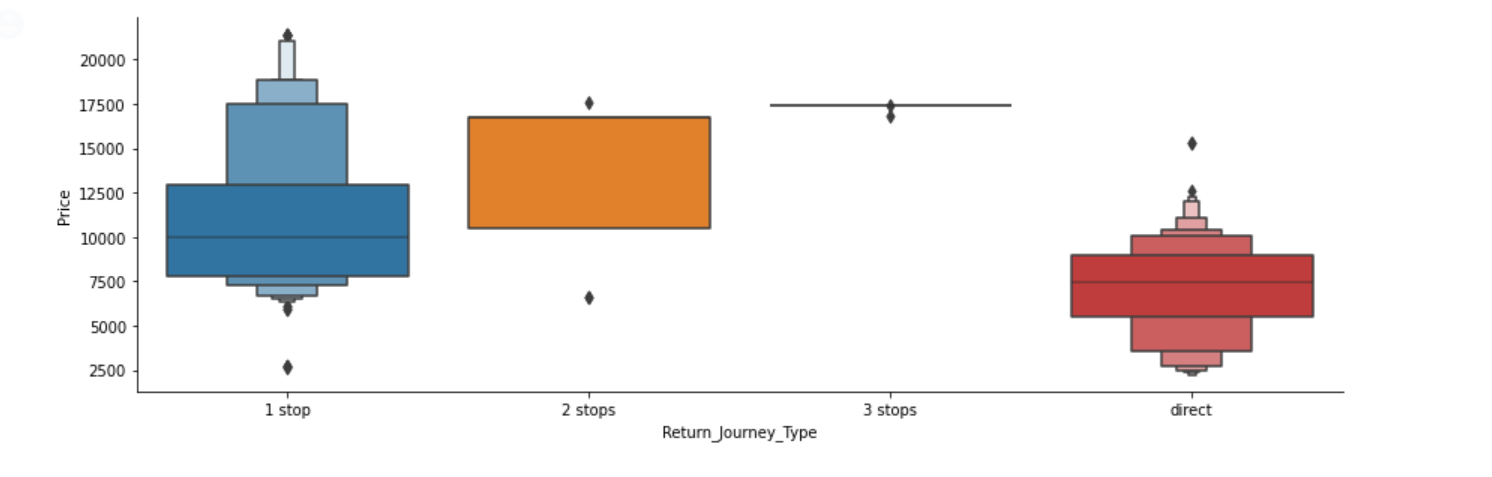 20000
17500
15000
12500
10000
7500
5000
2500
Price
1 stop
2 stops
3 stops
direct
Return_Journey_Type